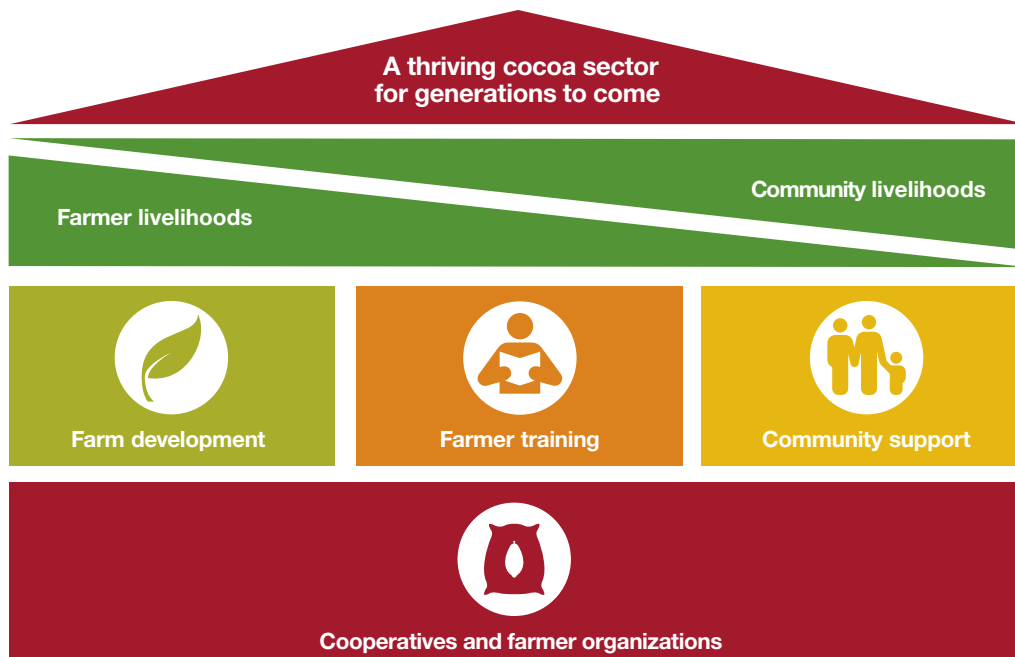 A thriving cocoa sector
for generations to come
Community livelihoods
Farmer livelihoods
Farm development
Farmer training
Community support
Cooperatives and farmer organizations